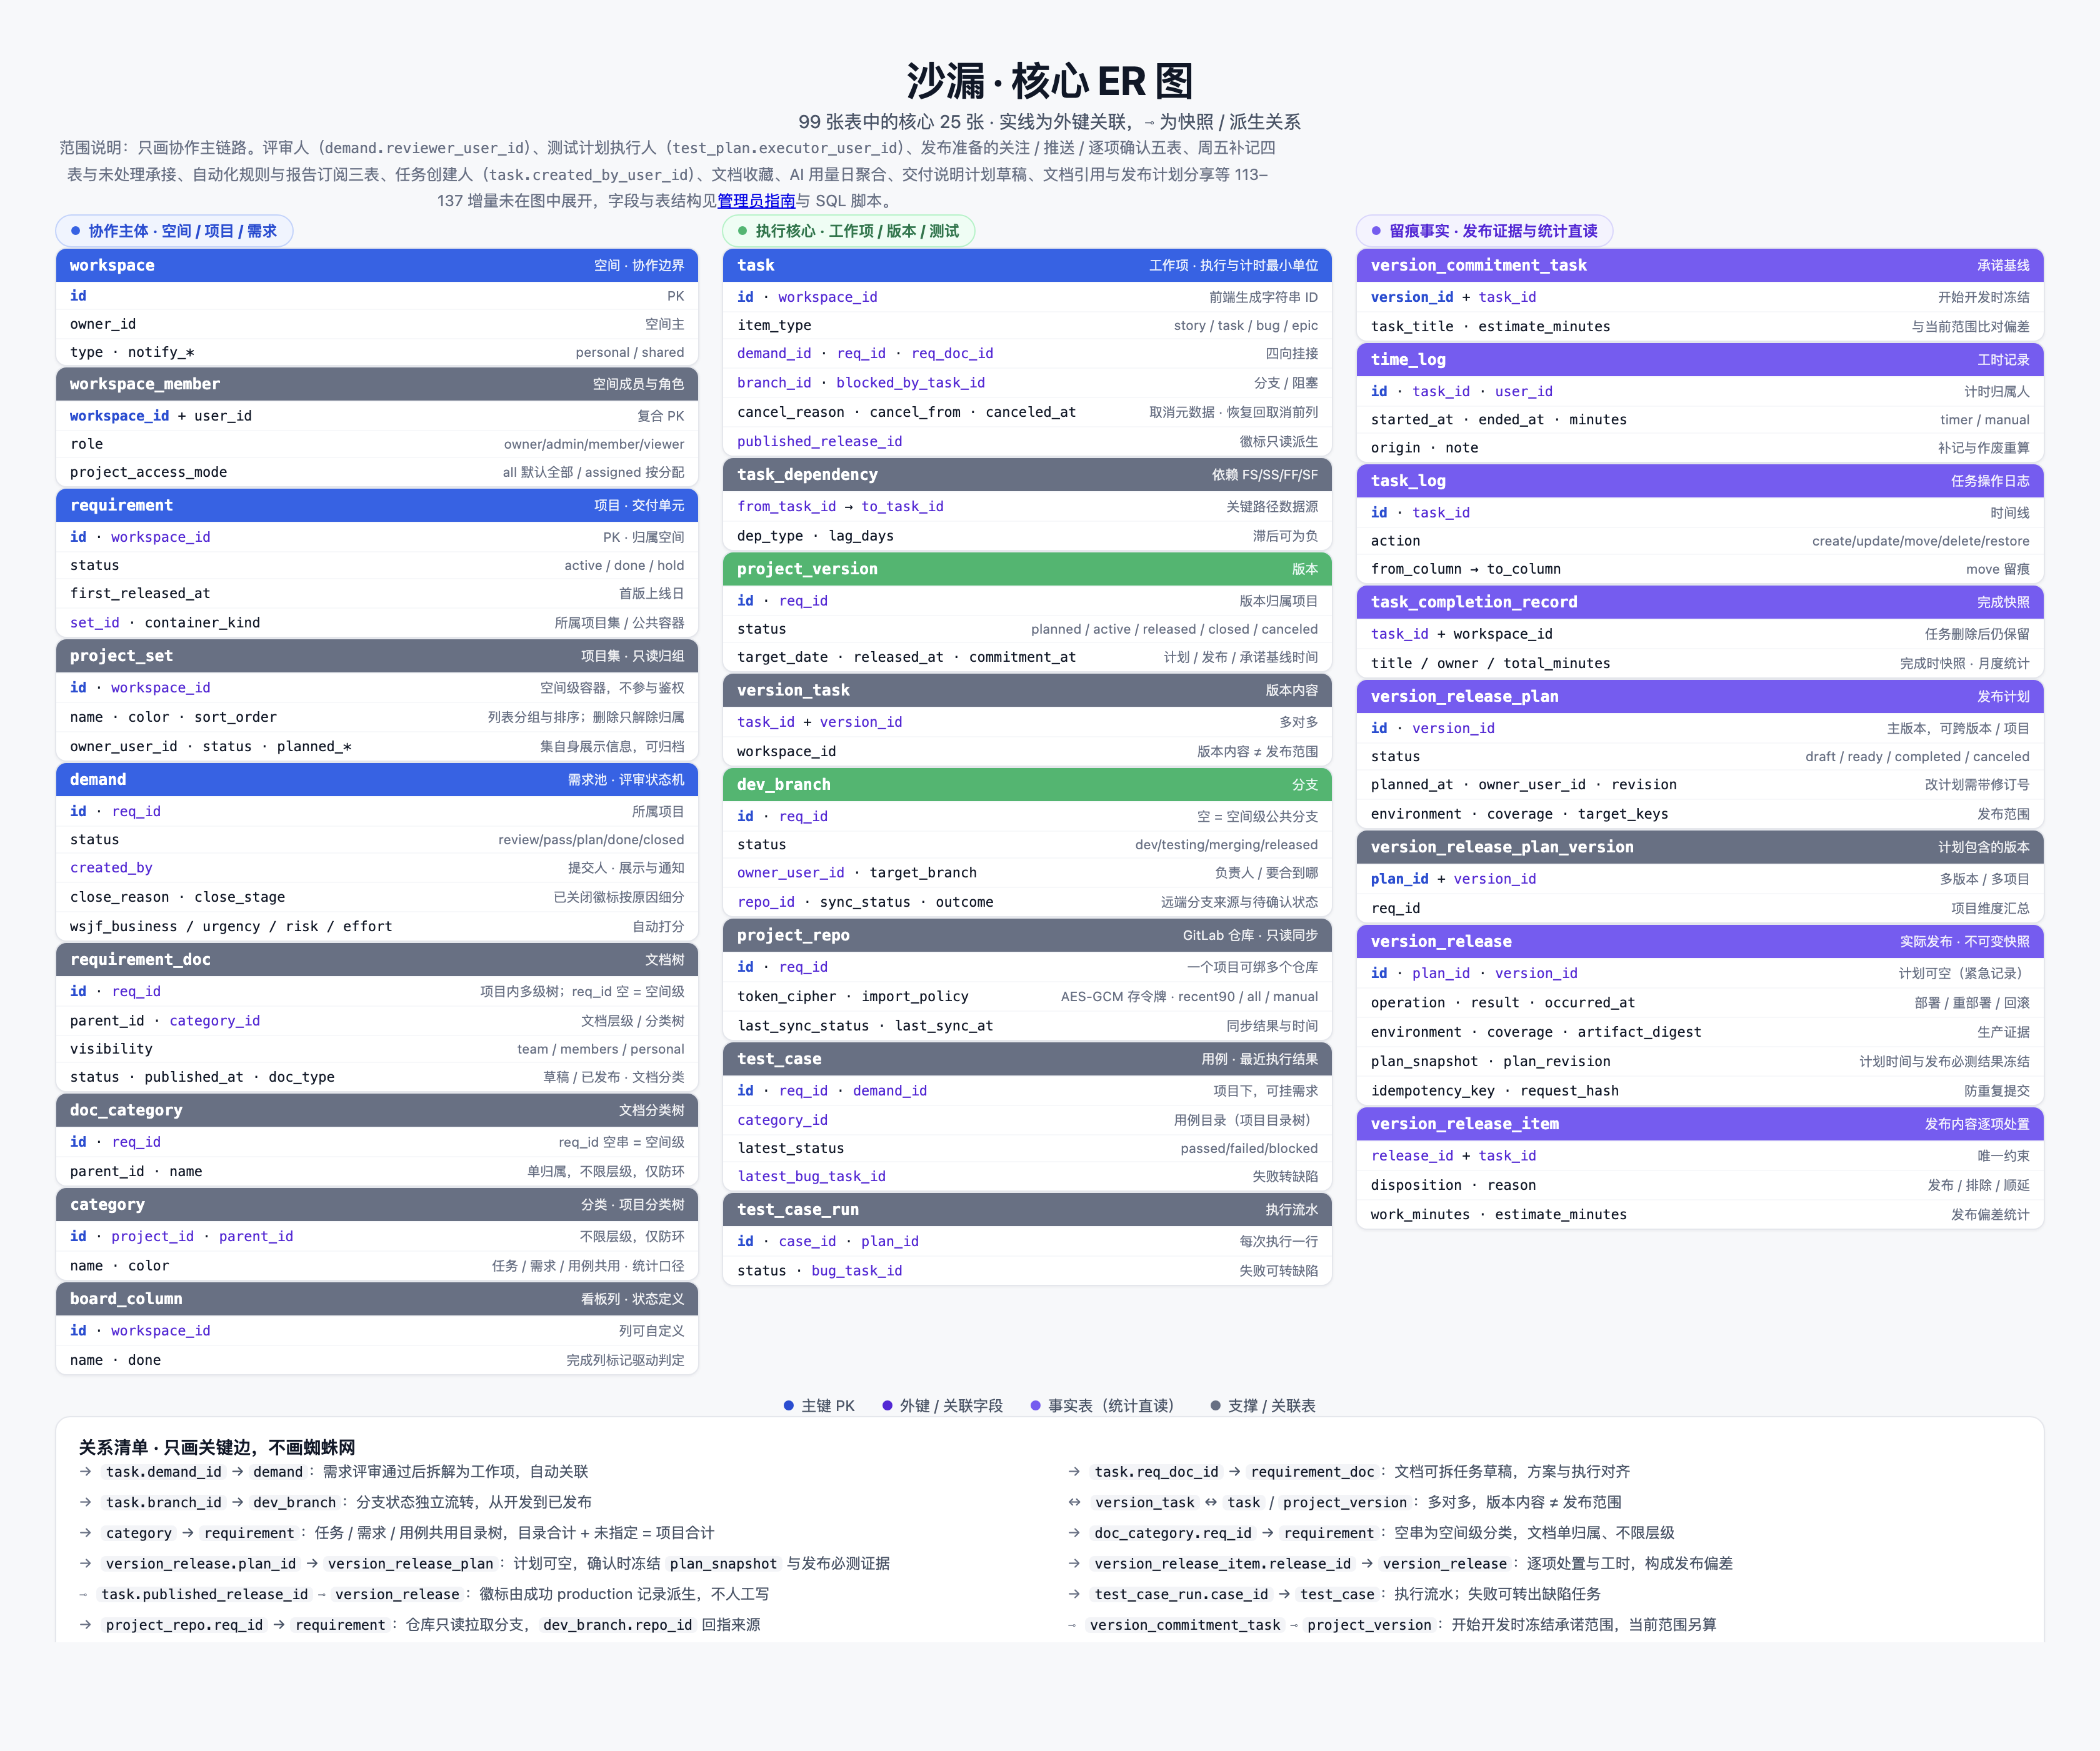 沙漏 · 核心 ER 图
99 张表中的核心 25 张 · 实线为外键关联，⇢ 为快照 / 派生关系
范围说明：只画协作主链路。评审人（demand.reviewer_user_id）、测试计划执行人（test_plan.executor_user_id）、发布准备的关注 / 推送 / 逐项确认五表、周五补记四
表与未处理承接、自动化规则与报告订阅三表、任务创建人（task.created_by_user_id）、文档收藏、AI 用量日聚合、交付说明计划草稿、文档引用与发布计划分享等 113–
137 增量未在图中展开，字段与表结构见管理员指南与 SQL 脚本。
协作主体 · 空间 / 项目 / 需求
workspace 空间 · 协作边界
id PK
owner_id 空间主
type · notify_* personal / shared
workspace_member 空间成员与角色
workspace_id + user_id 复合 PK
role owner/admin/member/viewer
project_access_mode all 默认全部 / assigned 按分配
requirement 项目 · 交付单元
id · workspace_id PK · 归属空间
status active / done / hold
first_released_at 首版上线日
set_id · container_kind 所属项目集 / 公共容器
project_set 项目集 · 只读归组
id · workspace_id 空间级容器，不参与鉴权
name · color · sort_order 列表分组与排序；删除只解除归属
owner_user_id · status · planned_* 集自身展示信息，可归档
demand 需求池 · 评审状态机
id · req_id 所属项目
status review/pass/plan/done/closed
created_by 提交人 · 展示与通知
close_reason · close_stage 已关闭徽标按原因细分
wsjf_business / urgency / risk / effort 自动打分
requirement_doc 文档树
id · req_id 项目内多级树；req_id 空 = 空间级
parent_id · category_id 文档层级 / 分类树
visibility team / members / personal
status · published_at · doc_type 草稿 / 已发布 · 文档分类
doc_category 文档分类树
id · req_id req_id 空串 = 空间级
parent_id · name 单归属，不限层级，仅防环
category 分类 · 项目分类树
id · project_id · parent_id 不限层级，仅防环
name · color 任务 / 需求 / 用例共用 · 统计口径
board_column 看板列 · 状态定义
id · workspace_id 列可自定义
name · done 完成列标记驱动判定
执行核心 · 工作项 / 版本 / 测试
task 工作项 · 执行与计时最小单位
id · workspace_id 前端生成字符串 ID
item_type story / task / bug / epic
demand_id · req_id · req_doc_id 四向挂接
branch_id · blocked_by_task_id 分支 / 阻塞
cancel_reason · cancel_from · canceled_at 取消元数据 · 恢复回取消前列
published_release_id 徽标只读派生
task_dependency 依赖 FS/SS/FF/SF
from_task_id → to_task_id 关键路径数据源
dep_type · lag_days 滞后可为负
project_version 版本
id · req_id 版本归属项目
status planned / active / released / closed / canceled
target_date · released_at · commitment_at 计划 / 发布 / 承诺基线时间
version_task 版本内容
task_id + version_id 多对多
workspace_id 版本内容 ≠ 发布范围
dev_branch 分支
id · req_id 空 = 空间级公共分支
status dev/testing/merging/released
owner_user_id · target_branch 负责人 / 要合到哪
repo_id · sync_status · outcome 远端分支来源与待确认状态
project_repo GitLab 仓库 · 只读同步
id · req_id 一个项目可绑多个仓库
token_cipher · import_policy AES-GCM 存令牌 · recent90 / all / manual
last_sync_status · last_sync_at 同步结果与时间
test_case 用例 · 最近执行结果
id · req_id · demand_id 项目下，可挂需求
category_id 用例目录（项目目录树）
latest_status passed/failed/blocked
latest_bug_task_id 失败转缺陷
test_case_run 执行流水
id · case_id · plan_id 每次执行一行
status · bug_task_id 失败可转缺陷
留痕事实 · 发布证据与统计直读
version_commitment_task 承诺基线
version_id + task_id 开始开发时冻结
task_title · estimate_minutes 与当前范围比对偏差
time_log 工时记录
id · task_id · user_id 计时归属人
started_at · ended_at · minutes timer / manual
origin · note 补记与作废重算
task_log 任务操作日志
id · task_id 时间线
action create/update/move/delete/restore
from_column → to_column move 留痕
task_completion_record 完成快照
task_id + workspace_id 任务删除后仍保留
title / owner / total_minutes 完成时快照 · 月度统计
version_release_plan 发布计划
id · version_id 主版本，可跨版本 / 项目
status draft / ready / completed / canceled
planned_at · owner_user_id · revision 改计划需带修订号
environment · coverage · target_keys 发布范围
version_release_plan_version 计划包含的版本
plan_id + version_id 多版本 / 多项目
req_id 项目维度汇总
version_release 实际发布 · 不可变快照
id · plan_id · version_id 计划可空（紧急记录）
operation · result · occurred_at 部署 / 重部署 / 回滚
environment · coverage · artifact_digest 生产证据
plan_snapshot · plan_revision 计划时间与发布必测结果冻结
idempotency_key · request_hash 防重复提交
version_release_item 发布内容逐项处置
release_id + task_id 唯一约束
disposition · reason 发布 / 排除 / 顺延
work_minutes · estimate_minutes 发布偏差统计
主键 PK 外键 / 关联字段 事实表（统计直读） 支撑 / 关联表
关系清单 · 只画关键边，不画蜘蛛网
→ task.demand_id → demand：需求评审通过后拆解为工作项，自动关联
→ task.req_doc_id → requirement_doc：文档可拆任务草稿，方案与执行对齐
→ task.branch_id → dev_branch：分支状态独立流转，从开发到已发布
↔ version_task ↔ task / project_version：多对多，版本内容 ≠ 发布范围
→ category → requirement：任务 / 需求 / 用例共用目录树，目录合计 + 未指定 = 项目合计
→ doc_category.req_id → requirement：空串为空间级分类，文档单归属、不限层级
→ version_release.plan_id → version_release_plan：计划可空，确认时冻结 plan_snapshot 与发布必测证据
→ version_release_item.release_id → version_release：逐项处置与工时，构成发布偏差
⇢ task.published_release_id ⇢ version_release：徽标由成功 production 记录派生，不人工写
→ test_case_run.case_id → test_case：执行流水；失败可转出缺陷任务
→ project_repo.req_id → requirement：仓库只读拉取分支，dev_branch.repo_id 回指来源
⇢ version_commitment_task ⇢ project_version：开始开发时冻结承诺范围，当前范围另算